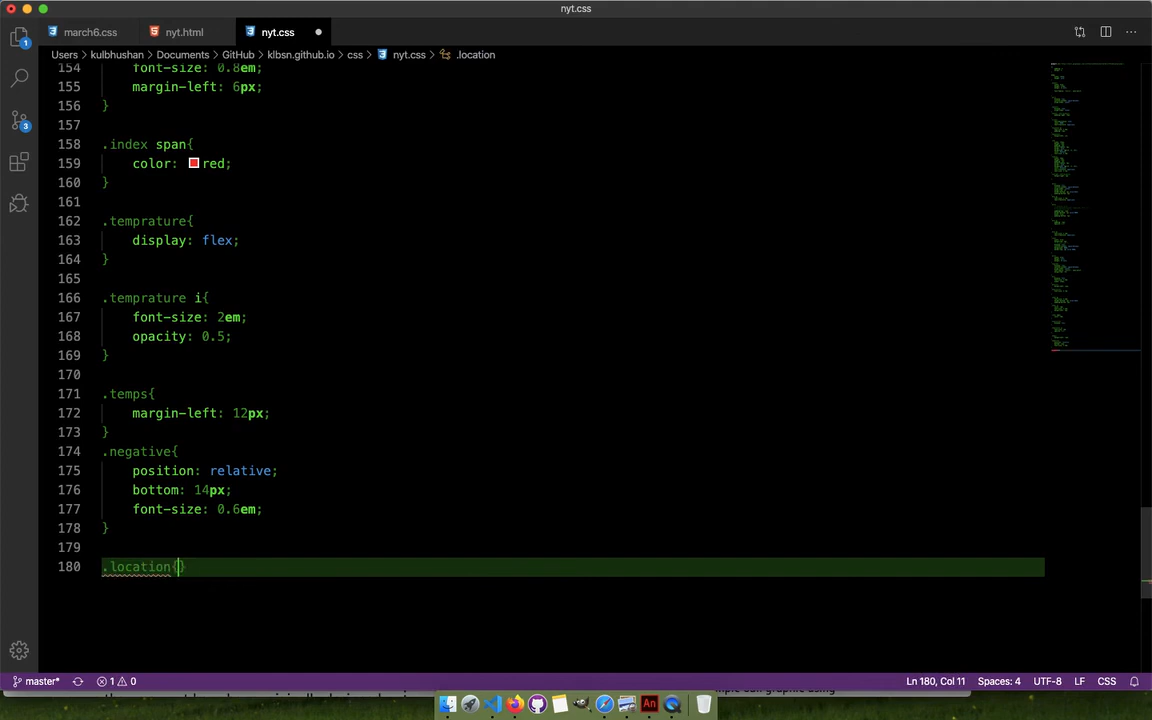 nyt.css
march6.css
nyt.html
nyt.css
Users > kulbhushan > Documents > GitHub > klbsn.github.io > css > nyt.css > .location
154 font-size: 0.8em;
155 margin-left: 6px;
156 }
157
158 .index span{
159 color: red;
160 }
161
162 .temprature{
163 display: flex;
164 }
165
166 .temprature i{
167 font-size: 2em;
168 opacity: 0.5;
169 }
170
171 .temps{
172 margin-left: 12px;
173 }
174 .negative{
175 position: relative;
176 bottom: 14px;
177 font-size: 0.6em;
178 }
179
180 .location{}
1
3
master*
1 0
Ln 180, Col 11
Spaces: 4
UTF-8
LF
CSS
An